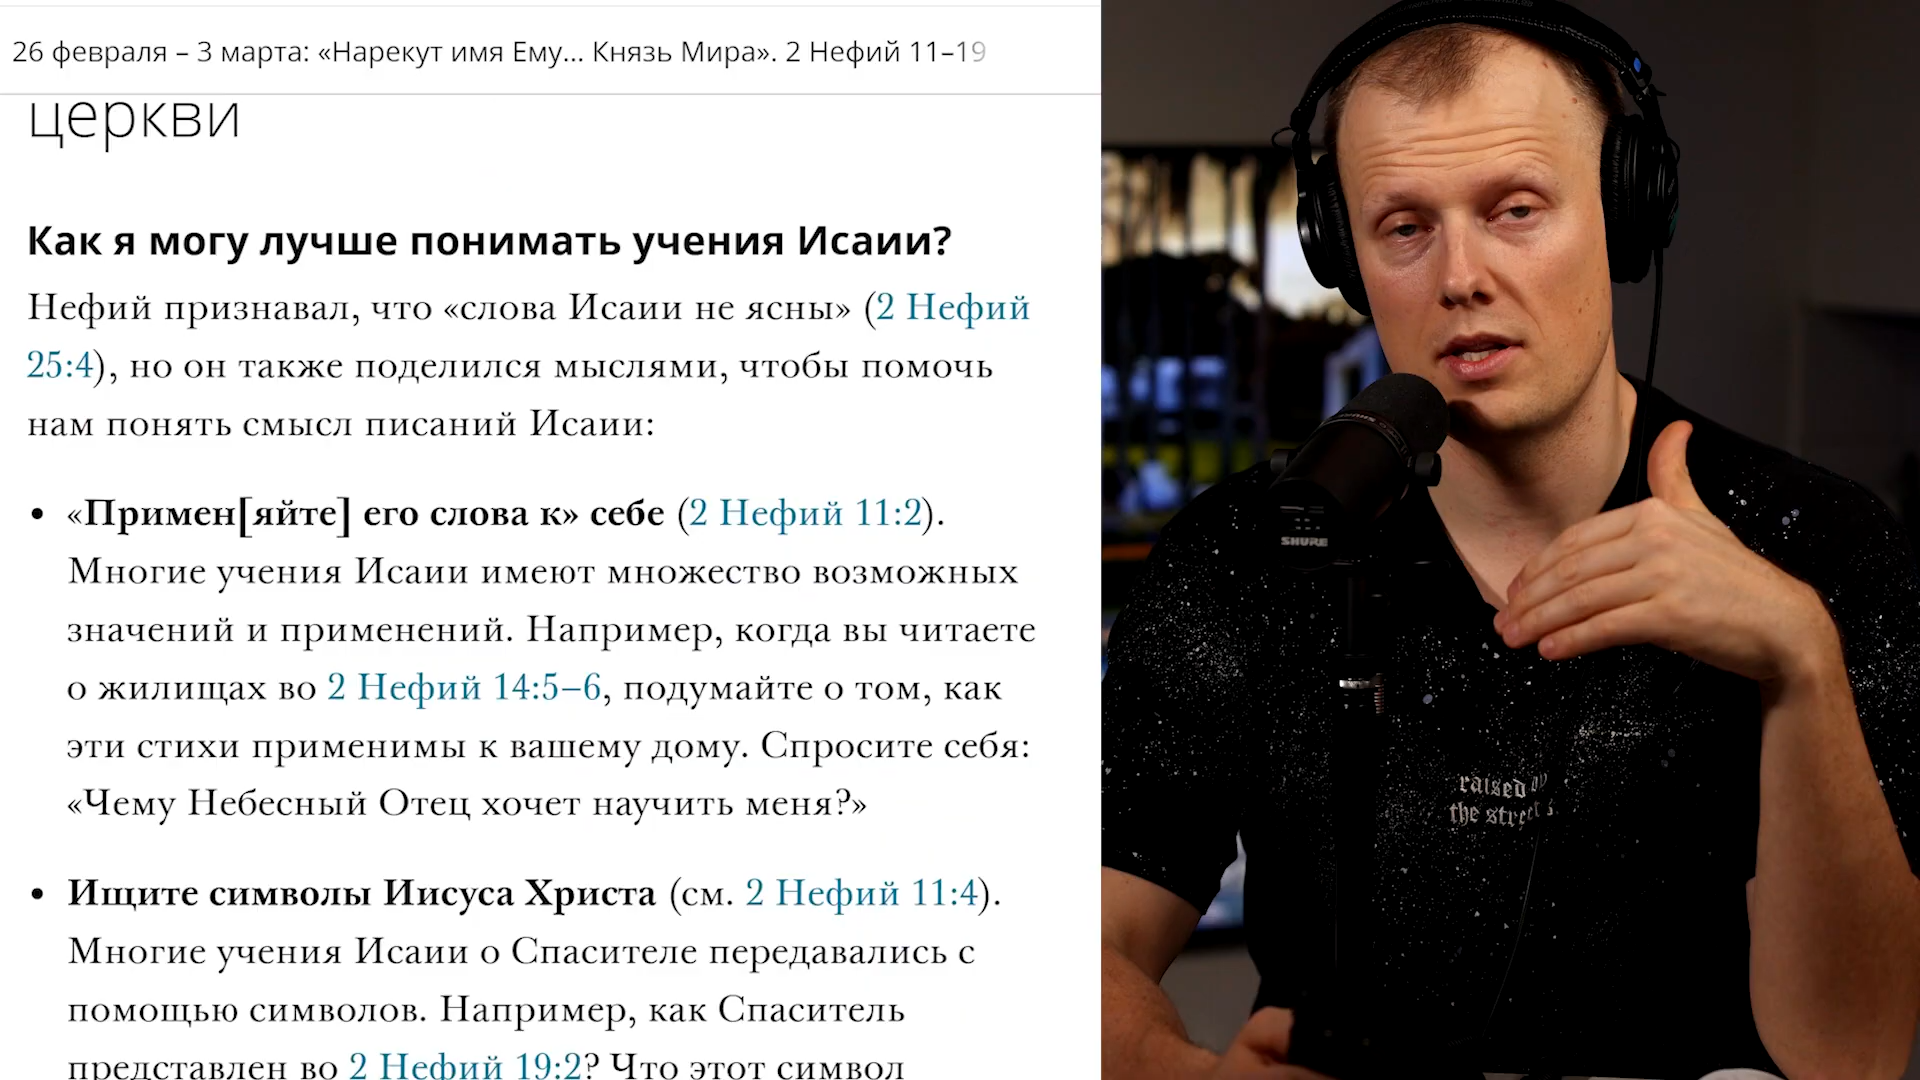 26 февраля – 3 марта: «Нарекут имя Ему... Князь Мира». 2 Нефий 11–19
церкви
Как я могу лучше понимать учения Исаии?
Нефий признавал, что «слова Исаии не ясны» (2 Нефий
25:4), но он также поделился мыслями, чтобы помочь
нам понять смысл писаний Исаии:
• «Примен[яйте] его слова к» себе (2 Нефий 11:2).
Многие учения Исаии имеют множество возможных
значений и применений. Например, когда вы читаете
о жилищах во 2 Нефий 14:5–6, подумайте о том, как
эти стихи применимы к вашему дому. Спросите себя:
«Чему Небесный Отец хочет научить меня?»
• Ищите символы Иисуса Христа (см. 2 Нефий 11:4).
Многие учения Исаии о Спасителе передавались с
помощью символов. Например, как Спаситель
представлен во 2 Нефий 19:2? Что этот символ
SHURE
raised by
the streets